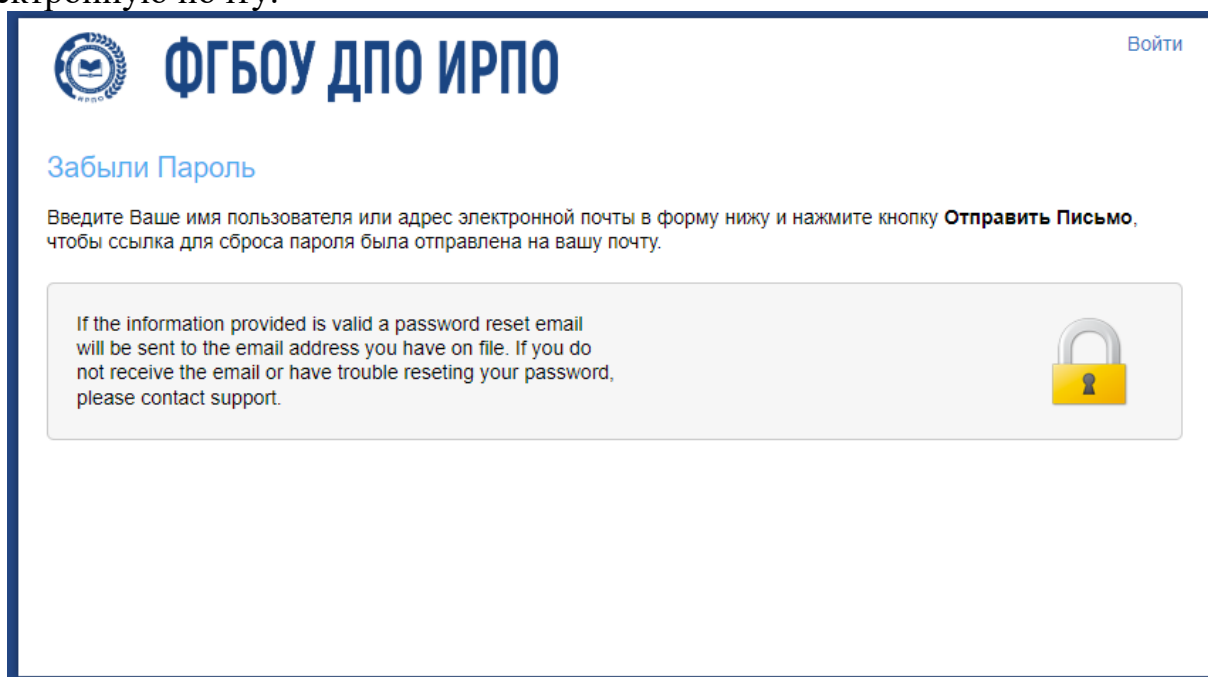 ектронную почту.
ИРПО
ФГБОУ ДПО ИРПО
Войти
Забыли Пароль
Введите Ваше имя пользователя или адрес электронной почты в форму нижу и нажмите кнопку Отправить Письмо,
чтобы ссылка для сброса пароля была отправлена на вашу почту.
If the information provided is valid a password reset email
will be sent to the email address you have on file. If you do
not receive the email or have trouble reseting your password,
please contact support.